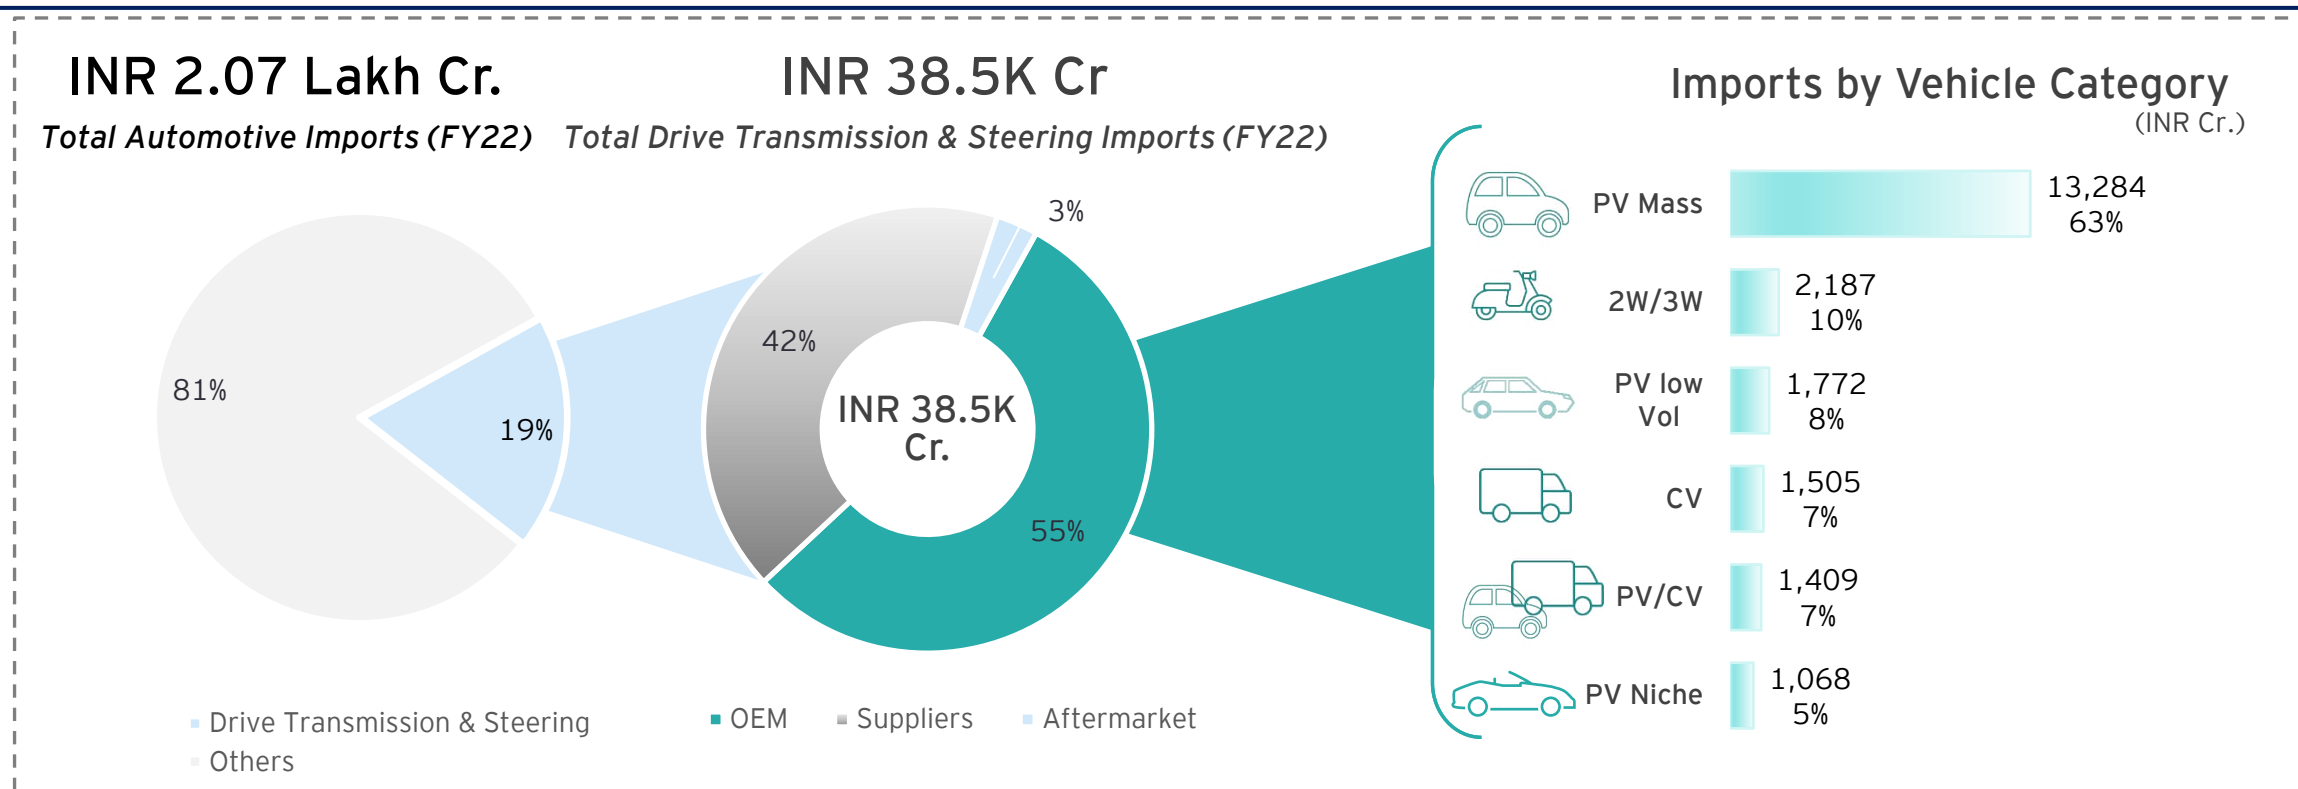 INR 2.07 Lakh Cr.
Total Automotive Imports (FY22)
81%
19%
Drive Transmission & Steering
Others
INR 38.5K Cr
Total Drive Transmission & Steering Imports (FY22)
3%
42%
INR 38.5K
Cr.
55%
OEM
Suppliers
Aftermarket
Imports by Vehicle Category
(INR Cr.)
PV Mass
13,284
63%
2W/3W
2,187
10%
PV low
Vol
1,772
8%
CV
1,505
7%
PV/CV
1,409
7%
PV Niche
1,068
5%